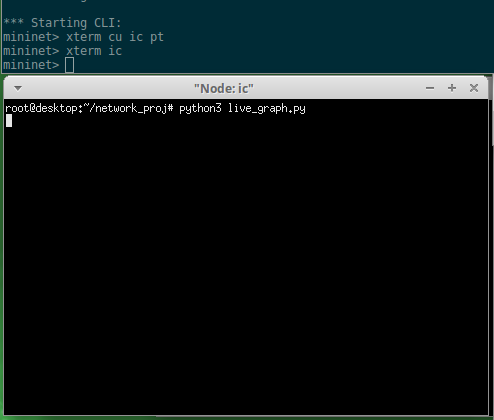 *** Starting CLI:
mininet> xterm cu ic pt
mininet> xterm ic
mininet>
"Node: ic"
root@desktop:~/network_proj# python3 live_graph.py